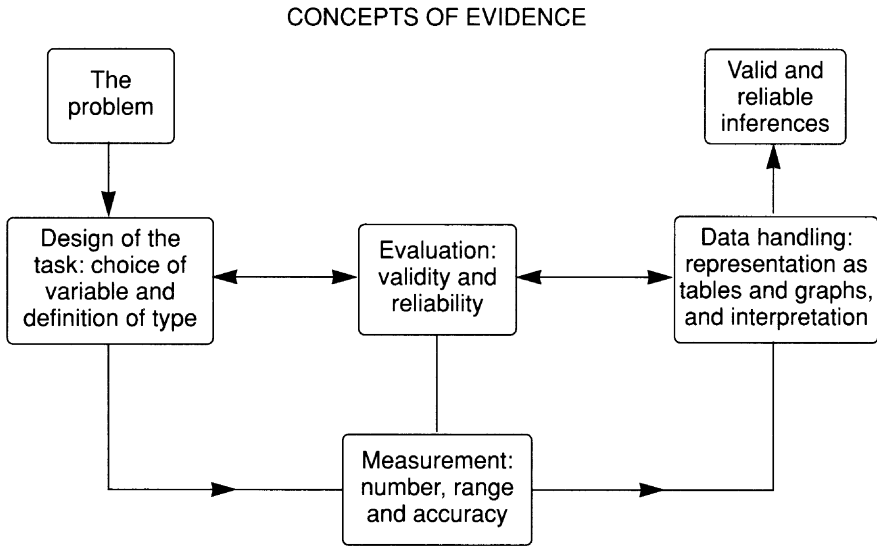 CONCEPTS OF EVIDENCE
The
problem
Valid and
reliable
inferences
Design of the
task: choice of
variable and
definition of type
Evaluation:
validity and
reliability
Data handling:
representation as
tables and graphs,
and interpretation
Measurement:
number, range
and accuracy